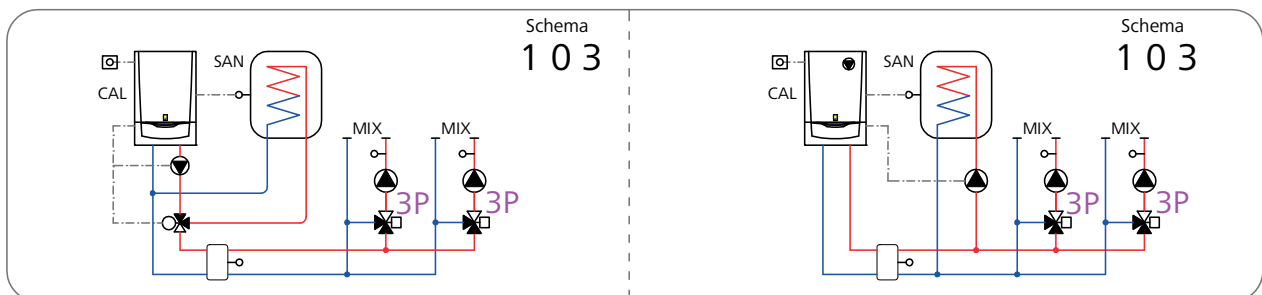 Schema
1 0 3
SAN
CAL
MIX
MIX
3P
3P
Schema
1 0 3
SAN
CAL
MIX
MIX
3P
3P